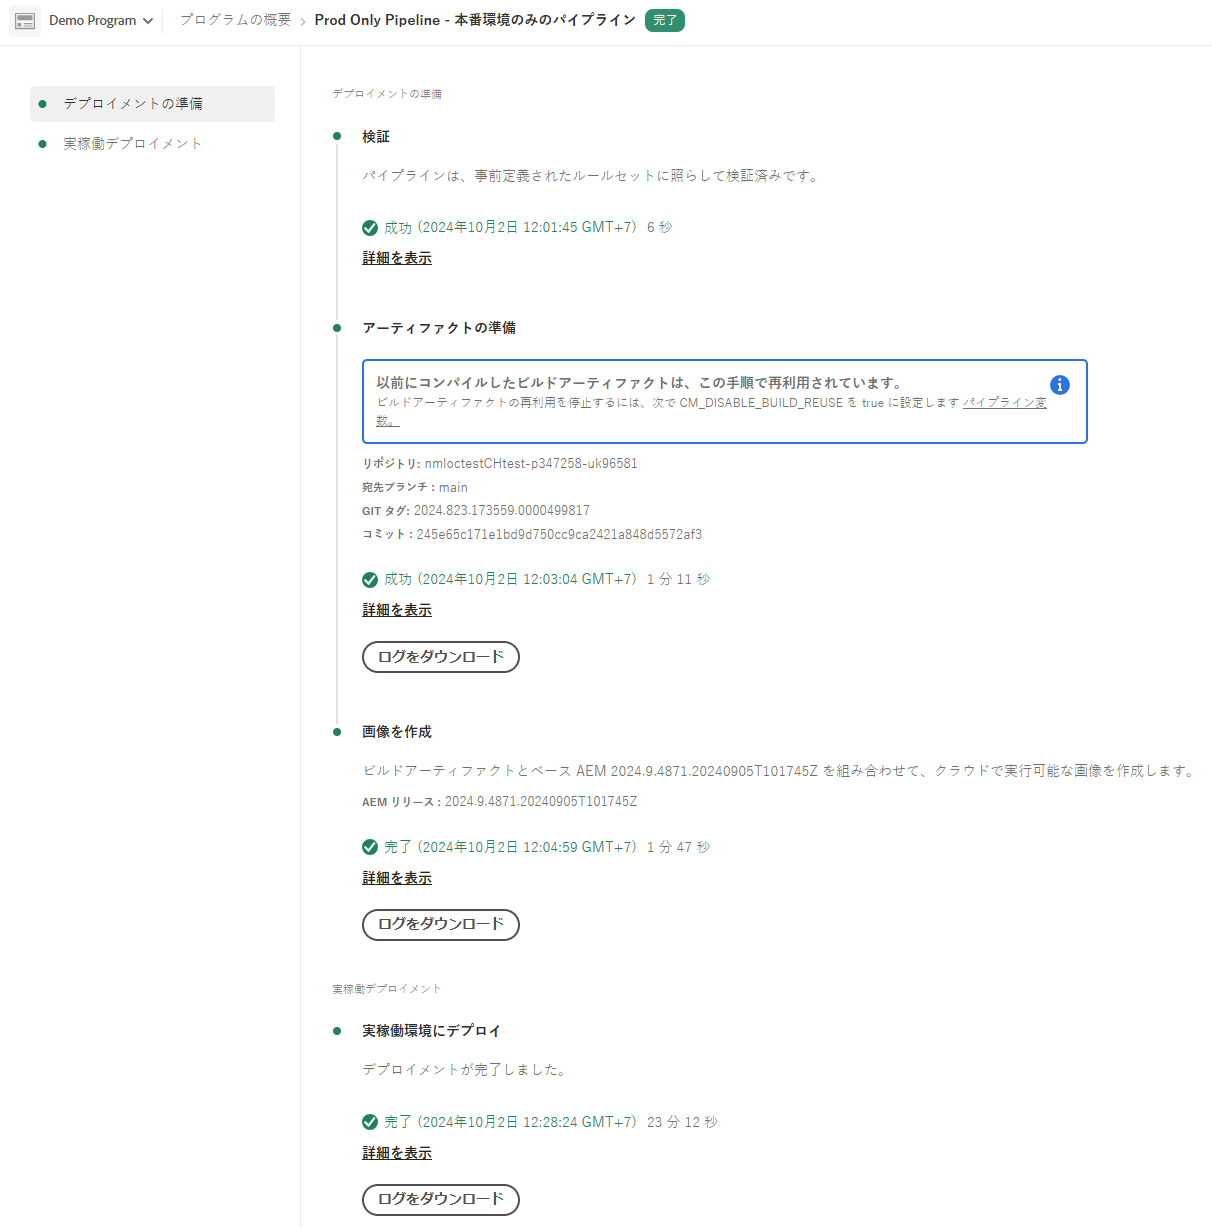 Demo Program プログラムの概要 Prod Only Pipeline - 本番環境のみのパイプライン 完了
デプロイメントの準備
実稼働デプロイメント
デプロイメントの準備
検証
パイプラインは、事前定義されたルールセットに照らして検証済みです。
成功 (2024年10月2日 12:01:45 GMT+7) 6 秒
詳細を表示
アーティファクトの準備
以前にコンパイルしたビルドアーティファクトは、この手順で再利用されています。
ビルドアーティファクトの再利用を停止するには、次で CM_DISABLE_BUILD_REUSE を true に設定します パイプライン変
数。
リポジトリ: nmloctestCHtest-p347258-uk96581
宛先ブランチ : main
GIT タグ: 2024.823.173559.0000499817
コミット : 245e65c171e1bd9d750cc9ca2421a848d5572af3
成功 (2024年10月2日 12:03:04 GMT+7) 1 分 11 秒
詳細を表示
ログをダウンロード
画像を作成
ビルドアーティファクトとベース AEM 2024.9.4871.20240905T101745Z を組み合わせて、クラウドで実行可能な画像を作成します。
AEM リリース : 2024.9.4871.20240905T101745Z
完了 (2024年10月2日 12:04:59 GMT+7) 1 分 47 秒
詳細を表示
ログをダウンロード
実稼働デプロイメント
実稼働環境にデプロイ
デプロイメントが完了しました。
完了 (2024年10月2日 12:28:24 GMT+7) 23 分 12 秒
詳細を表示
ログをダウンロード